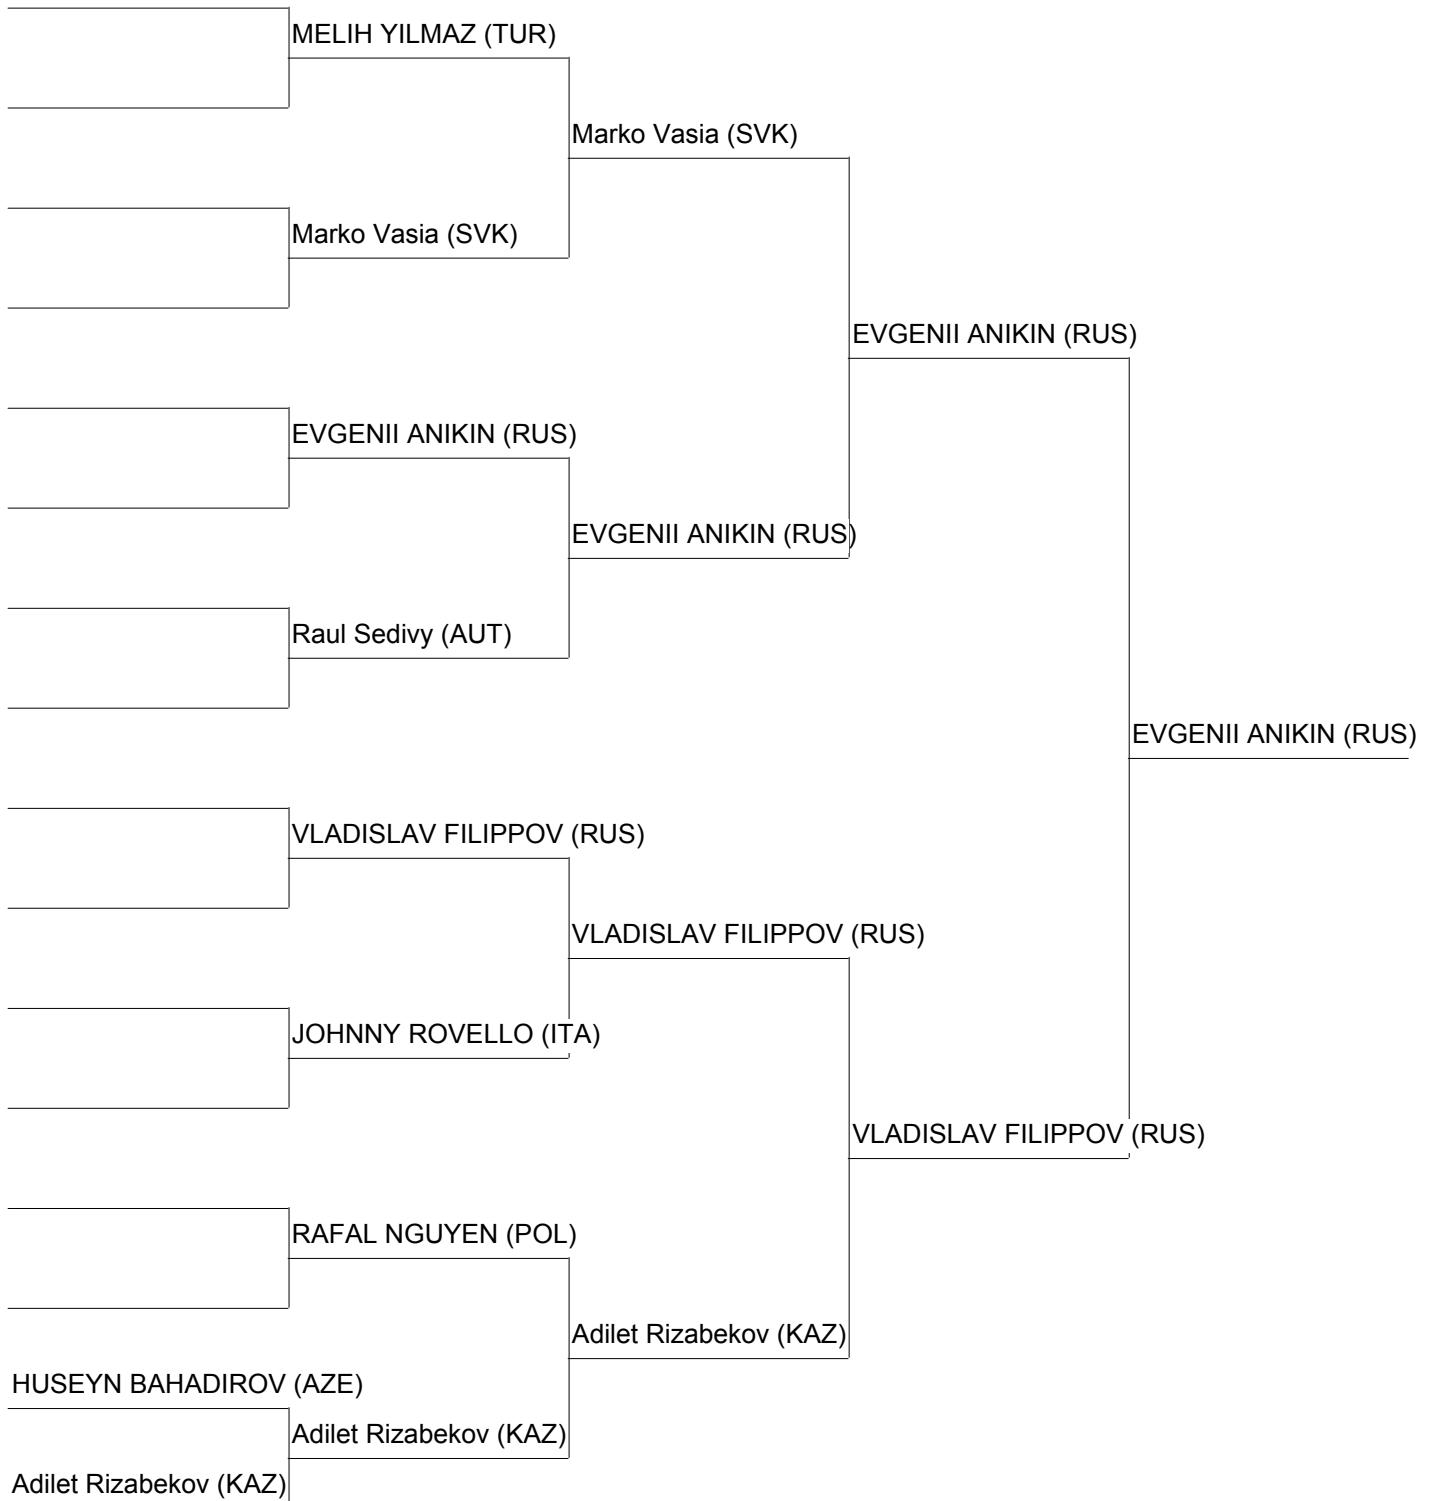 MELIH YILMAZ (TUR)
Marko Vasia (SVK)
Marko Vasia (SVK)
EVGENII ANIKIN (RUS)
EVGENII ANIKIN (RUS)
EVGENII ANIKIN (RUS)
Raul Sedivy (AUT)
EVGENII ANIKIN (RUS)
VLADISLAV FILIPPOV (RUS)
VLADISLAV FILIPPOV (RUS)
JOHNNY ROVELLO (ITA)
VLADISLAV FILIPPOV (RUS)
RAFAL NGUYEN (POL)
Adilet Rizabekov (KAZ)
HUSEYN BAHADIROV (AZE)
Adilet Rizabekov (KAZ)
Adilet Rizabekov (KAZ)